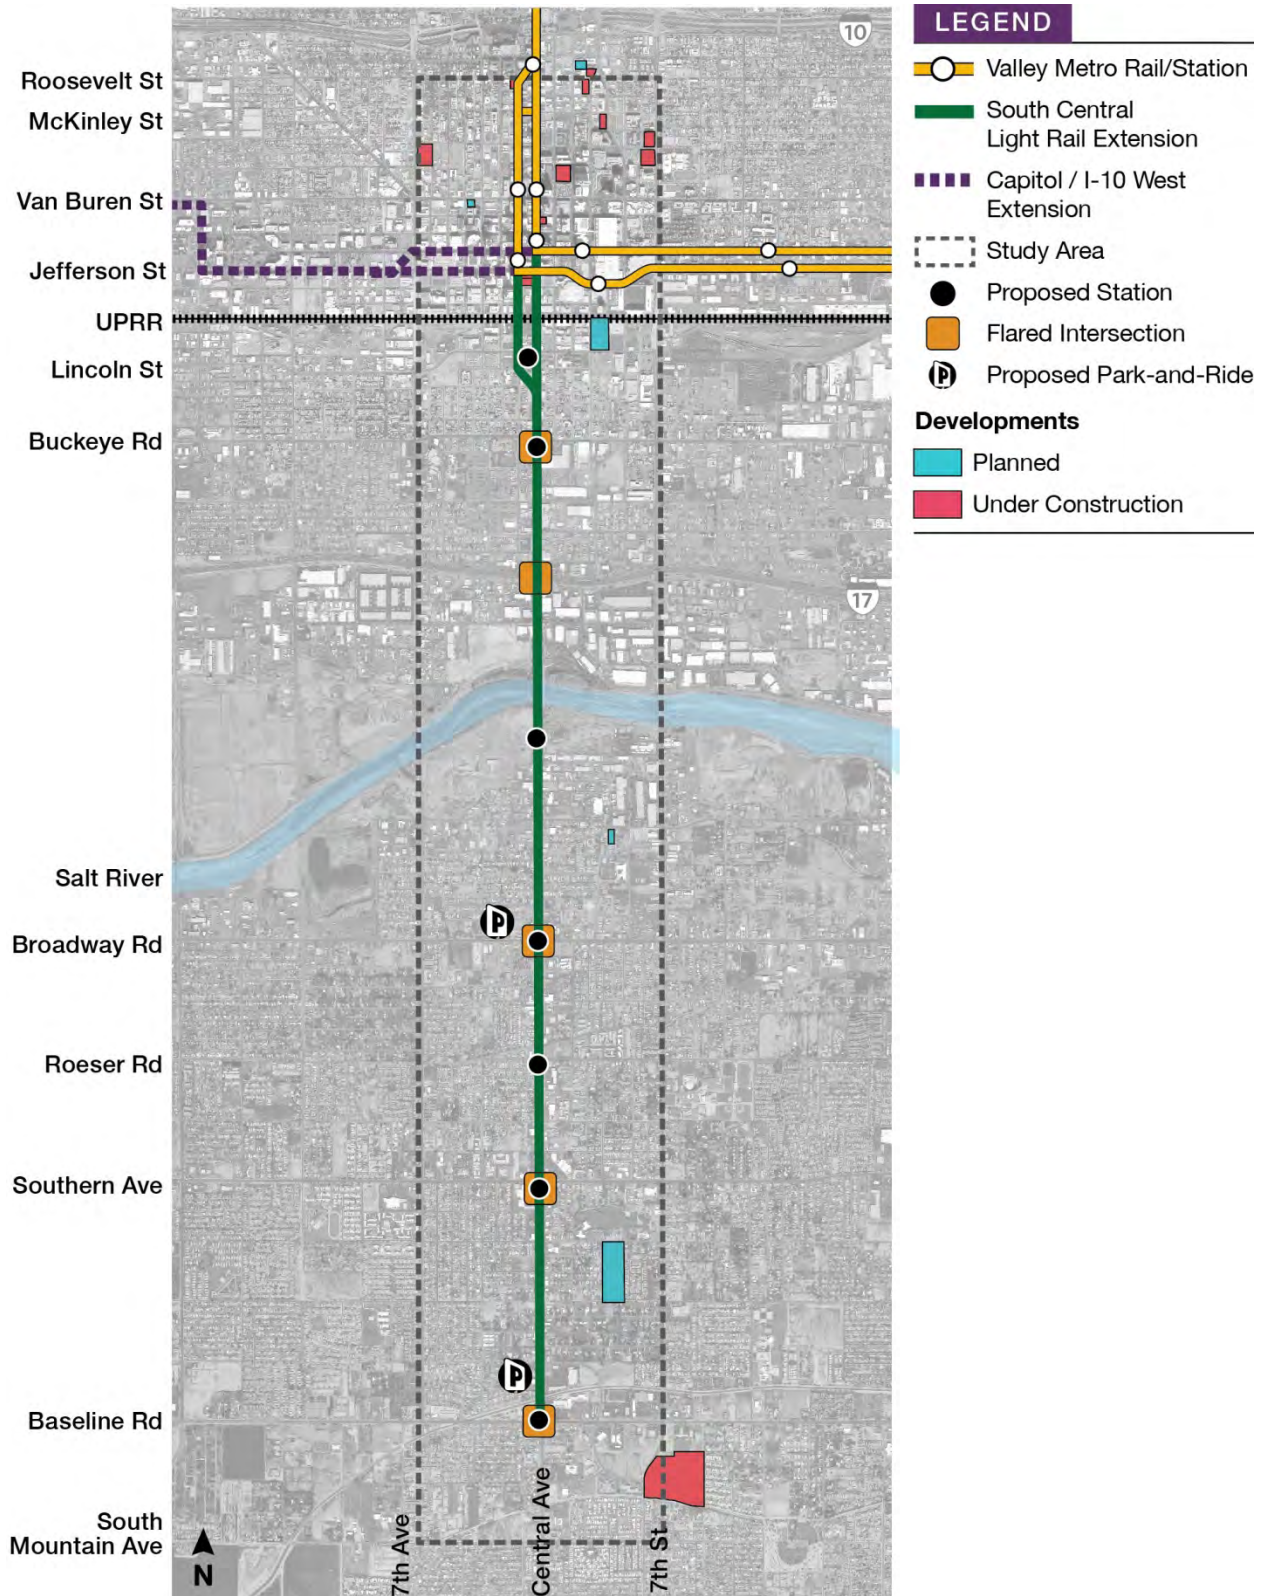 LEGEND
Valley Metro Rail/Station
South Central
Light Rail Extension
Capitol / I-10 West
Extension
Study Area
Proposed Station
Flared Intersection
P
Proposed Park-and-Ride
Developments
Planned
Under Construction
10
Roosevelt St
McKinley St
Van Buren St
Jefferson St
UPRR
Lincoln St
Buckeye Rd
17
Salt River
P
Broadway Rd
Roeser Rd
Southern Ave
P
Baseline Rd
South
Mountain Ave
N
7th Ave
Central Ave
7th St